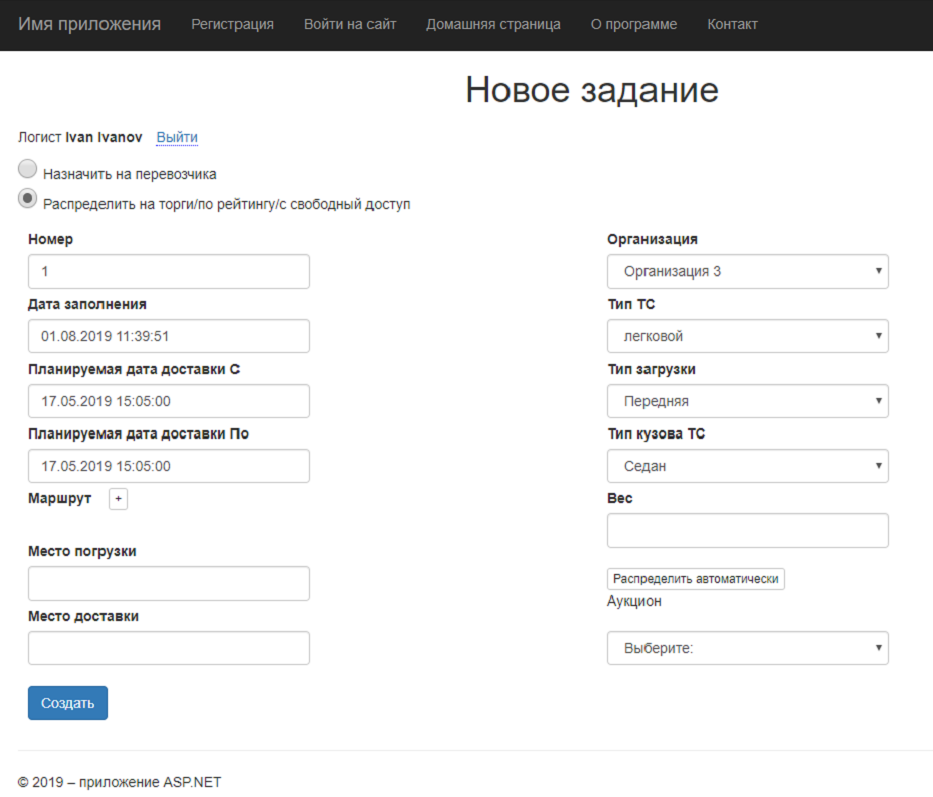 Имя приложения Регистрация Войти на сайт Домашняя страница О программе Контакт
Новое задание
Логист Ivan Ivanov Выйти
Назначить на перевозчика
Распределить на торги/по рейтингу/с свободный доступ
Номер
1
Дата заполнения
01.08.2019 11:39:51
Планируемая дата доставки С
17.05.2019 15:05:00
Планируемая дата доставки По
17.05.2019 15:05:00
Маршрут +
Место погрузки
Место доставки
Организация
Организация 3
Тип ТС
легковой
Тип загрузки
Передняя
Тип кузова ТС
Седан
Вес
Распределить автоматически
Аукцион
Выберите:
Создать
© 2019 – приложение ASP.NET